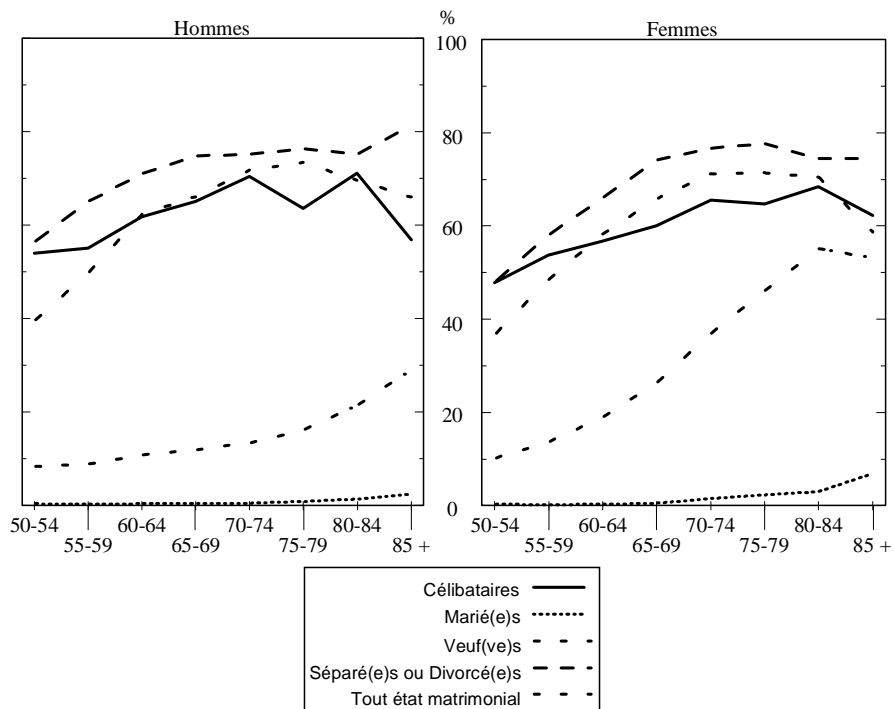 %
Hommes
Femmes
100
80
60
40
20
0
50-54 60-64 70-74 80-84
55-59 65-69 75-79 85 +
50-54 60-64 70-74 80-84
55-59 65-69 75-79 85 +
Célibataires
Marié(e)s
Veuf(ve)s
Séparé(e)s ou Divorcé(e)s
Tout état matrimonial